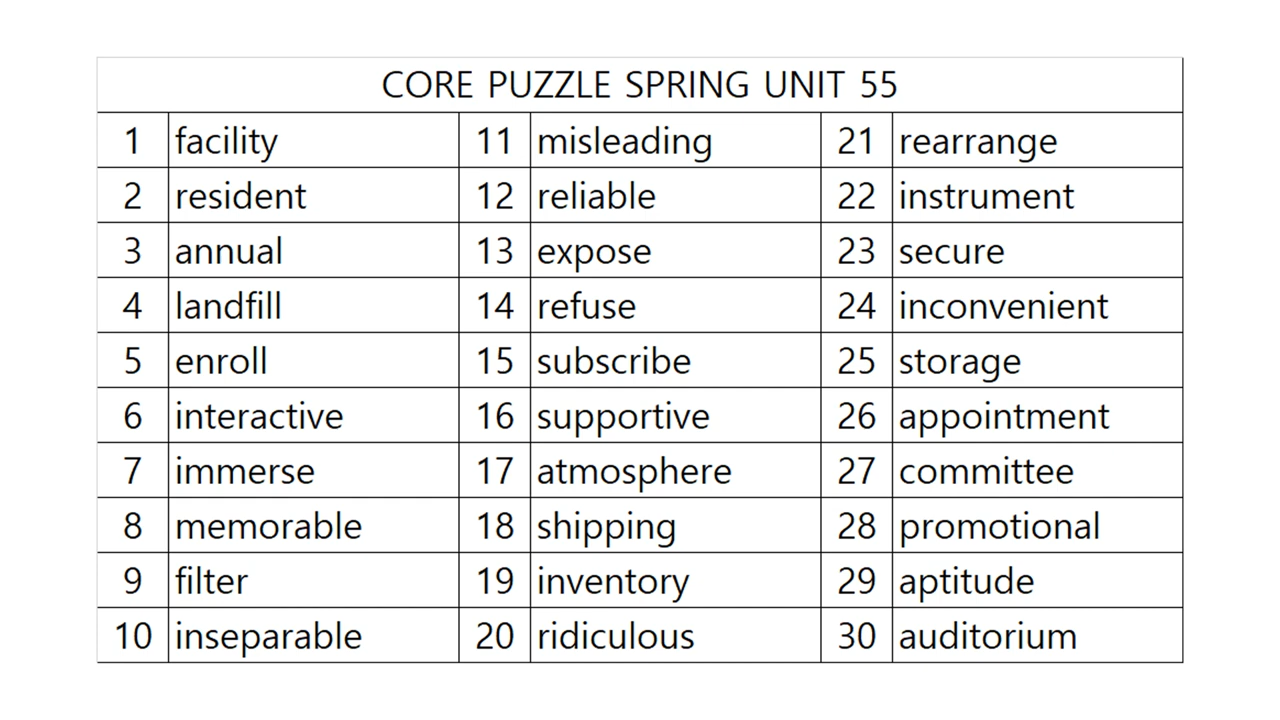 CORE PUZZLE SPRING UNIT 55
1 facility 11 misleading 21 rearrange
2 resident 12 reliable 22 instrument
3 annual 13 expose 23 secure
4 landfill 14 refuse 24 inconvenient
5 enroll 15 subscribe 25 storage
6 interactive 16 supportive 26 appointment
7 immerse 17 atmosphere 27 committee
8 memorable 18 shipping 28 promotional
9 filter 19 inventory 29 aptitude
10 inseparable 20 ridiculous 30 auditorium